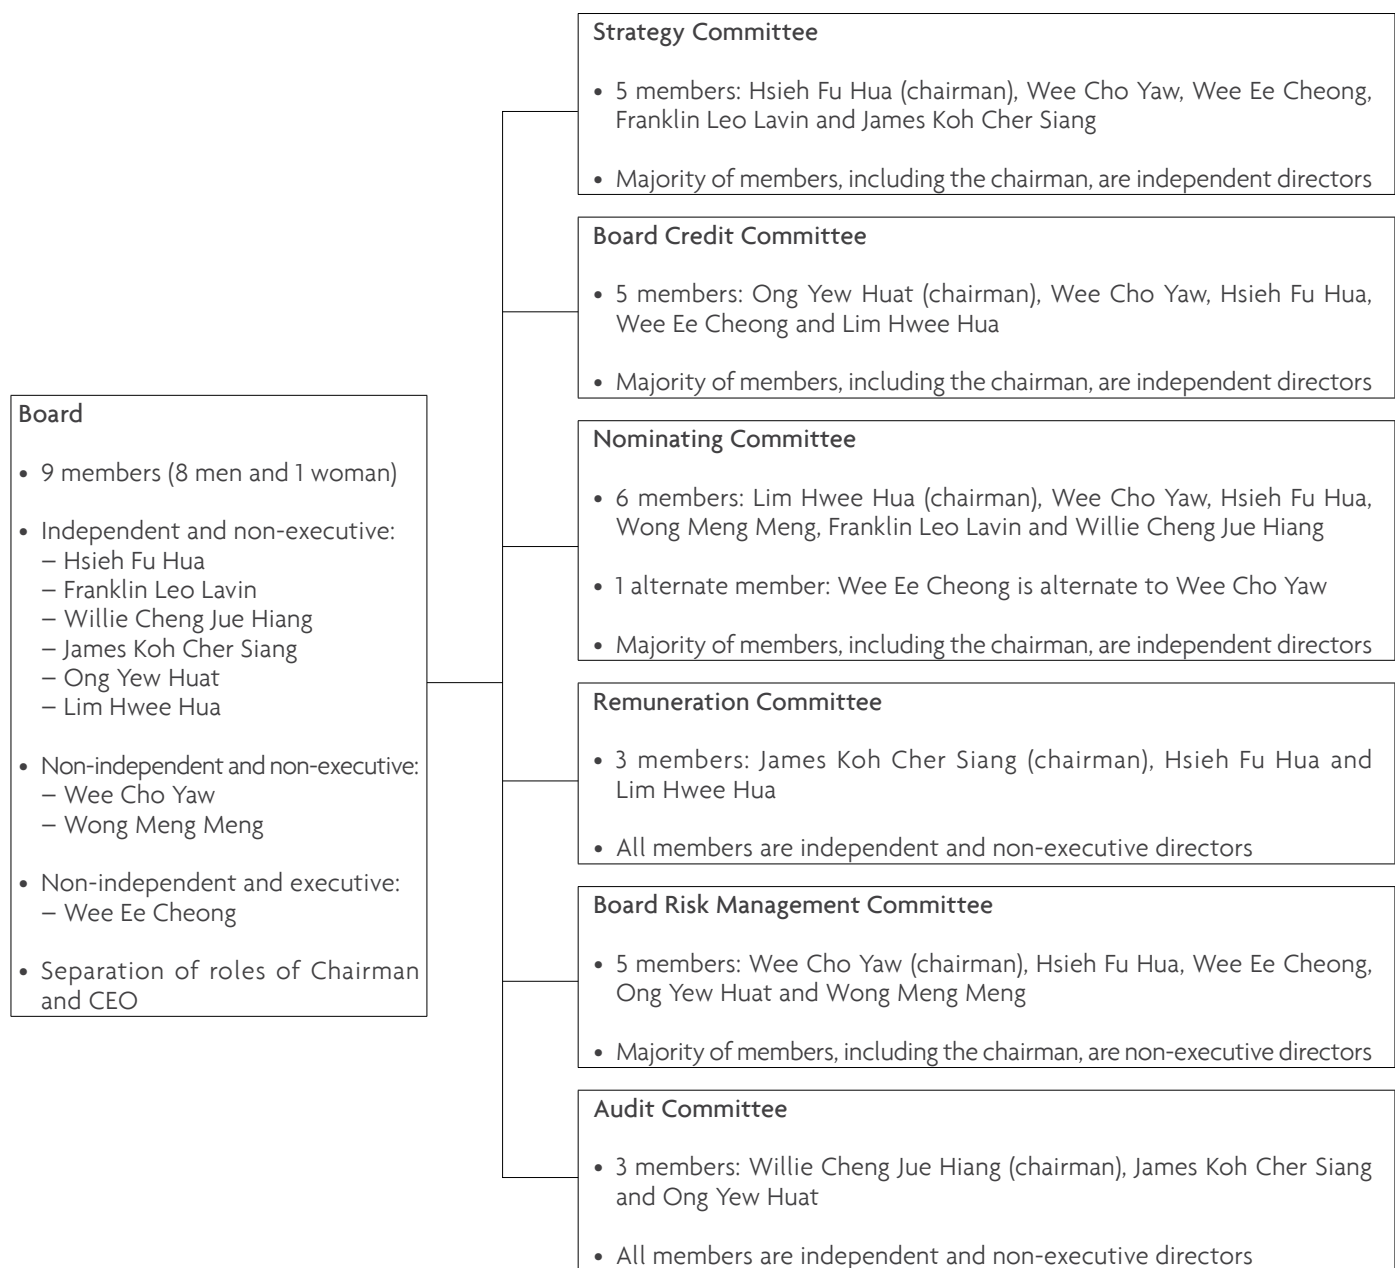 Board
• 9 members (8 men and 1 woman)
• Independent and non-executive:
– Hsieh Fu Hua
– Franklin Leo Lavin
– Willie Cheng Jue Hiang
– James Koh Cher Siang
– Ong Yew Huat
– Lim Hwee Hua
• Non-independent and non-executive:
– Wee Cho Yaw
– Wong Meng Meng
• Non-independent and executive:
– Wee Ee Cheong
• Separation of roles of Chairman
and CEO
Strategy Committee
• 5 members: Hsieh Fu Hua (chairman), Wee Cho Yaw, Wee Ee Cheong,
Franklin Leo Lavin and James Koh Cher Siang
• Majority of members, including the chairman, are independent directors
Board Credit Committee
• 5 members: Ong Yew Huat (chairman), Wee Cho Yaw, Hsieh Fu Hua,
Wee Ee Cheong and Lim Hwee Hua
• Majority of members, including the chairman, are independent directors
Nominating Committee
• 6 members: Lim Hwee Hua (chairman), Wee Cho Yaw, Hsieh Fu Hua,
Wong Meng Meng, Franklin Leo Lavin and Willie Cheng Jue Hiang
• 1 alternate member: Wee Ee Cheong is alternate to Wee Cho Yaw
• Majority of members, including the chairman, are independent directors
Remuneration Committee
• 3 members: James Koh Cher Siang (chairman), Hsieh Fu Hua and
Lim Hwee Hua
• All members are independent and non-executive directors
Board Risk Management Committee
• 5 members: Wee Cho Yaw (chairman), Hsieh Fu Hua, Wee Ee Cheong,
Ong Yew Huat and Wong Meng Meng
• Majority of members, including the chairman, are non-executive directors
Audit Committee
• 3 members: Willie Cheng Jue Hiang (chairman), James Koh Cher Siang
and Ong Yew Huat
• All members are independent and non-executive directors